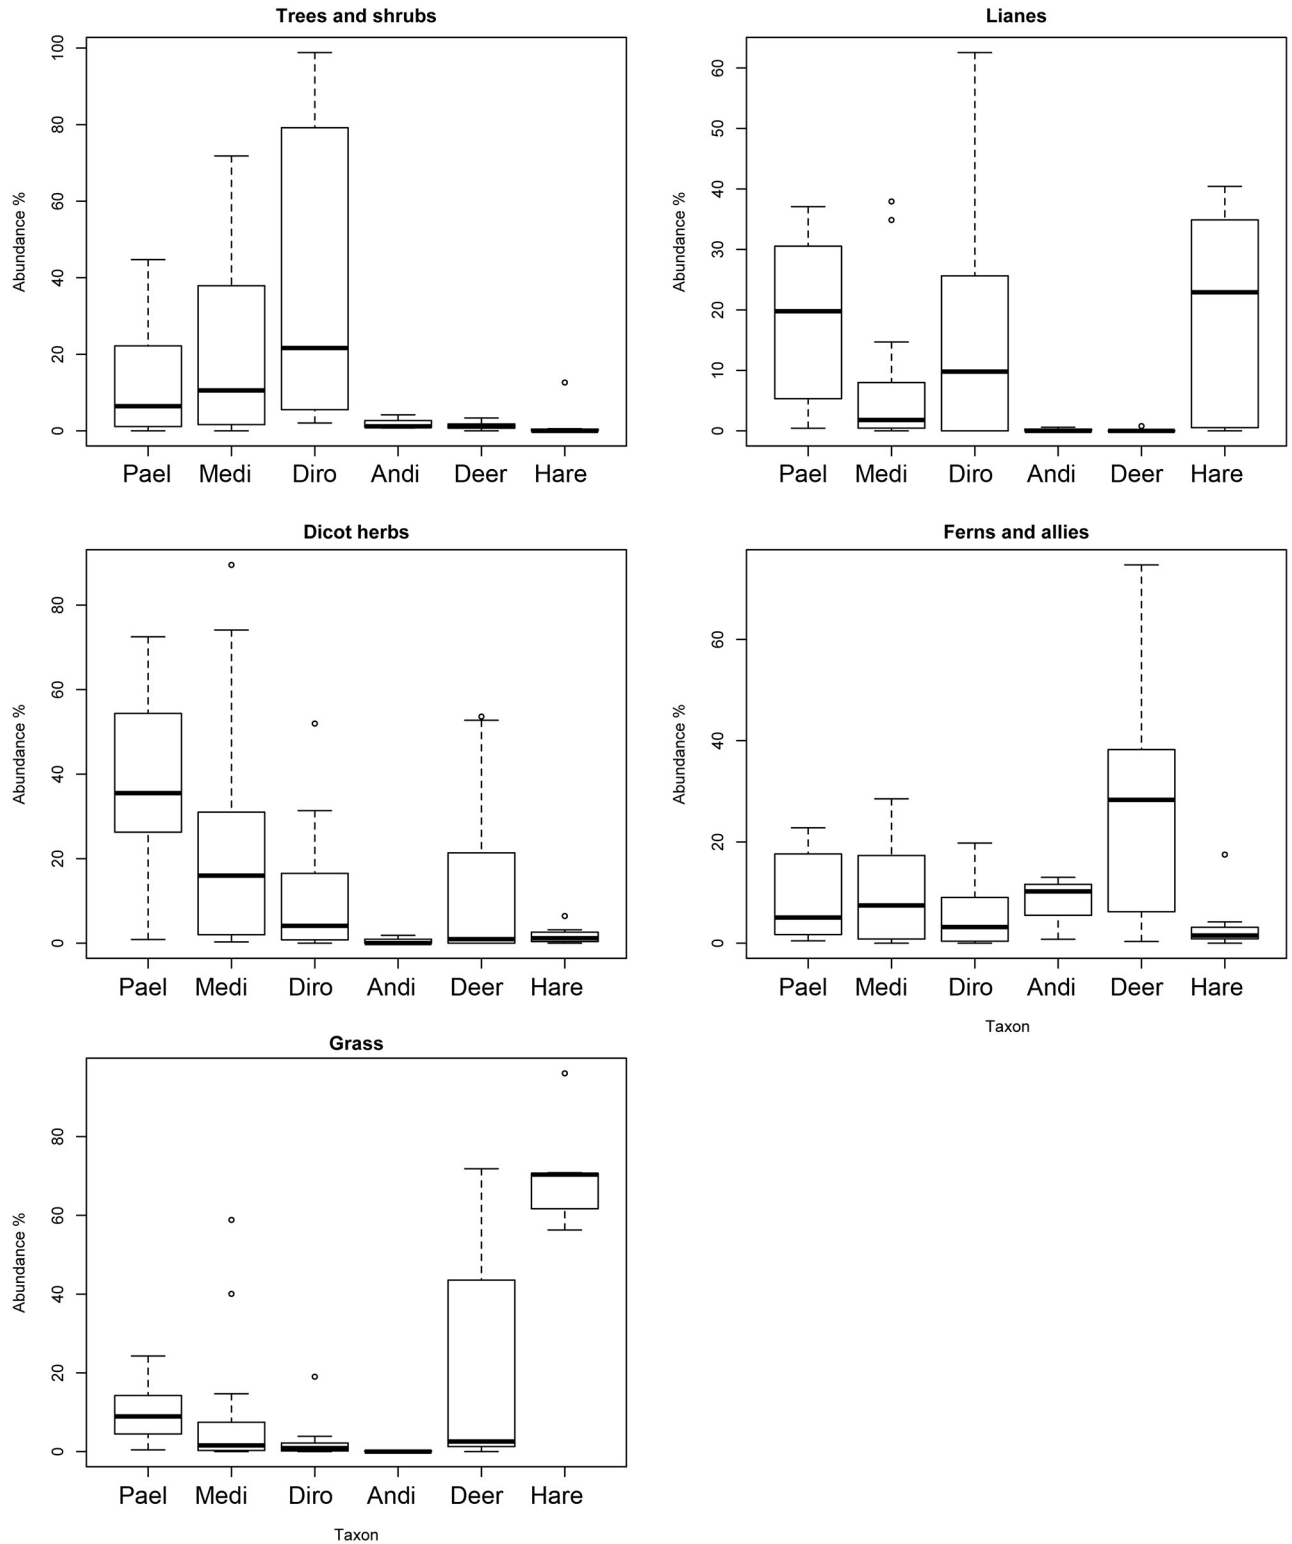 Trees and shrubs
Abundance %
100
80
60
40
20
0
Pael Medi Diro Andi Deer Hare
Lianes
Abundance %
60
50
40
30
20
10
0
Pael Medi Diro Andi Deer Hare
Dicot herbs
Abundance %
80
60
40
20
0
Pael Medi Diro Andi Deer Hare
Ferns and allies
Abundance %
60
40
20
0
Pael Medi Diro Andi Deer Hare
Taxon
Grass
Abundance %
80
60
40
20
0
Pael Medi Diro Andi Deer Hare
Taxon